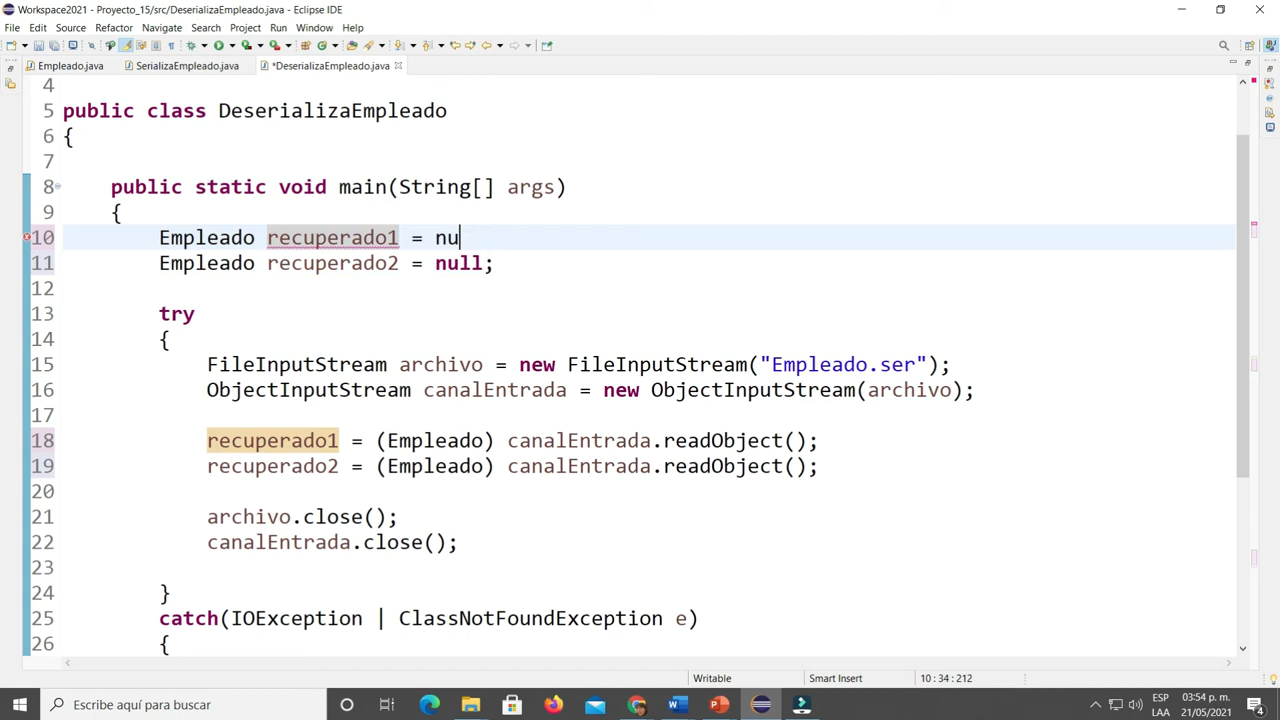 Workspace2021 - Proyecto_15/src/DeserializaEmpleado.java - Eclipse IDE
File Edit Source Refactor Navigate Search Project Run Window Help
Empleado.java SerializaEmpleado.java *DeserializaEmpleado.java
4
5 public class DeserializaEmpleado
6 {
7
8 public static void main(String[] args)
9 {
10 Empleado recuperado1 = nu
11 Empleado recuperado2 = null;
12
13 try
14 {
15 FileInputStream archivo = new FileInputStream("Empleado.ser");
16 ObjectInputStream canalEntrada = new ObjectInputStream(archivo);
17
18 recuperado1 = (Empleado) canalEntrada.readObject();
19 recuperado2 = (Empleado) canalEntrada.readObject();
20
21 archivo.close();
22 canalEntrada.close();
23
24 }
25 catch(IOException | ClassNotFoundException e)
26 {
Writable Smart Insert 10 : 34 : 212
Escribe aquí para buscar ESP 03:54 p. m.
LAA 21/05/2021 4